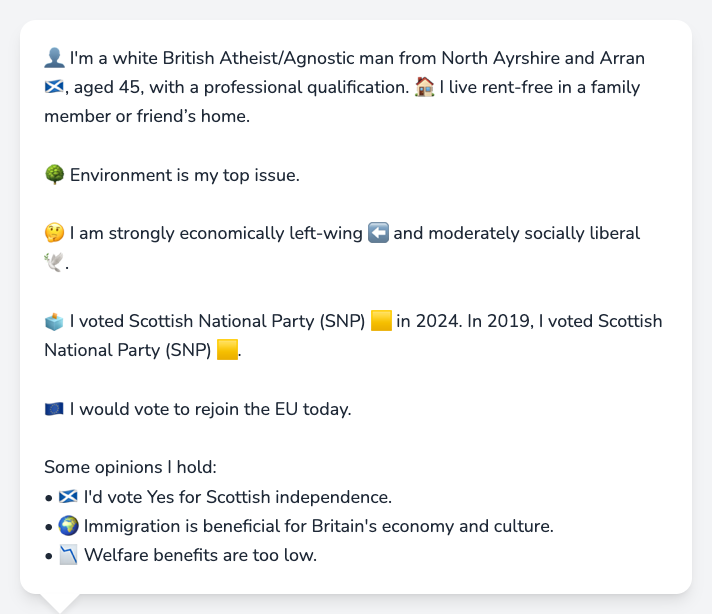 👤 I'm a white British Atheist/Agnostic man from North Ayrshire and Arran
🏴󠁧󠁢󠁳󠁣󠁴󠁿, aged 45, with a professional qualification. 🏠 I live rent-free in a family
member or friend’s home.
🌳 Environment is my top issue.
🤔 I am strongly economically left-wing ⬅️ and moderately socially liberal
🕊️.
🗳️ I voted Scottish National Party (SNP) 🟨 in 2024. In 2019, I voted Scottish
National Party (SNP) 🟨.
🇪🇺 I would vote to rejoin the EU today.
Some opinions I hold:
• 🏴󠁧󠁢󠁳󠁣󠁴󠁿 I'd vote Yes for Scottish independence.
• 🌍 Immigration is beneficial for Britain's economy and culture.
• 📉 Welfare benefits are too low.